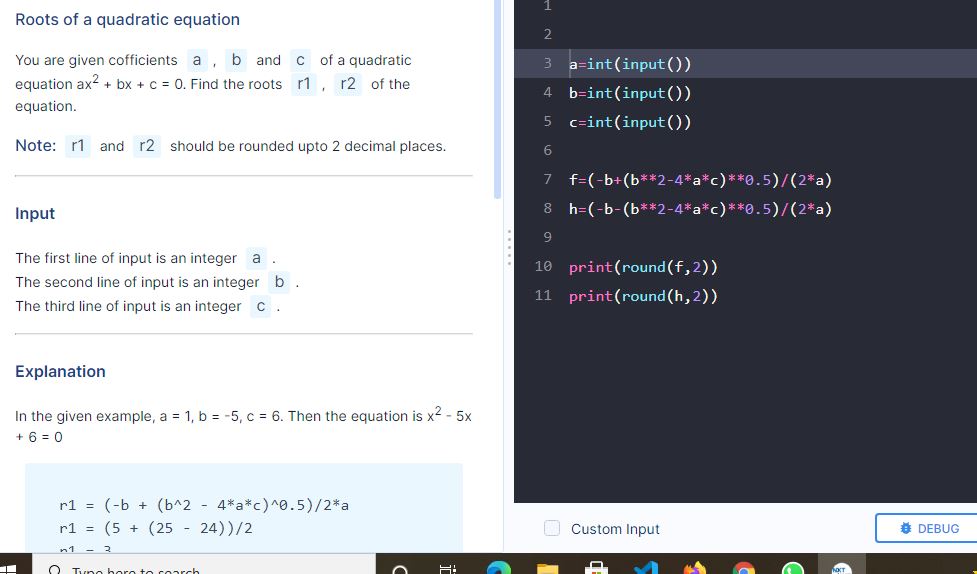 Roots of a quadratic equation
You are given cofficients a , b and c of a quadratic
equation ax² + bx + c = 0. Find the roots r1 , r2 of the
equation.
Note: r1 and r2 should be rounded upto 2 decimal places.
Input
The first line of input is an integer a .
The second line of input is an integer b .
The third line of input is an integer c .
Explanation
In the given example, a = 1, b = -5, c = 6. Then the equation is x² - 5x
+ 6 = 0
r1 = (-b + (b^2 - 4*a*c)^0.5)/2*a
r1 = (5 + (25 - 24))/2
r1 = 3
1
2
3 a=int(input())
4 b=int(input())
5 c=int(input())
6
7 f=(-b+(b**2-4*a*c)**0.5)/(2*a)
8 h=(-b-(b**2-4*a*c)**0.5)/(2*a)
9
10 print(round(f,2))
11 print(round(h,2))
Custom Input
DEBUG
Type here to search
NXT